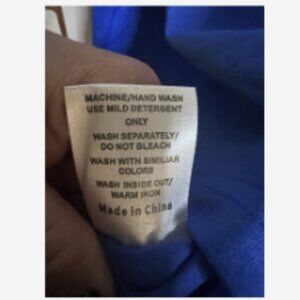 MACHINE/HAND WASH
USE MILD DETERGENT
ONLY
WASH SEPARATELY/
DO NOT BLEACH
WASH WITH SIMILIAR
COLORS
WASH INSIDE OUT/
WARM IRON
Made in China